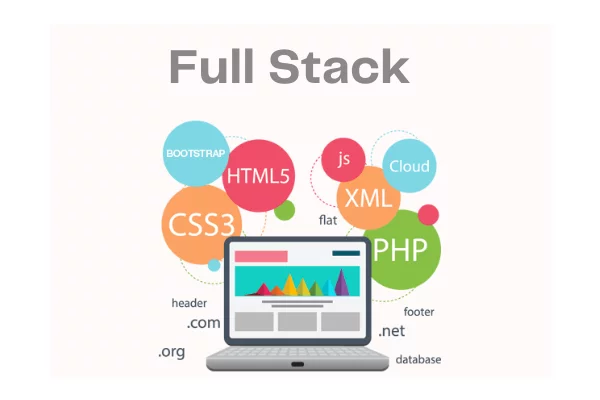 Full Stack
BOOTSTRAP
HTML5
CSS3
js
Cloud
XML
flat
PHP
header
.com
.org
footer
.net
database